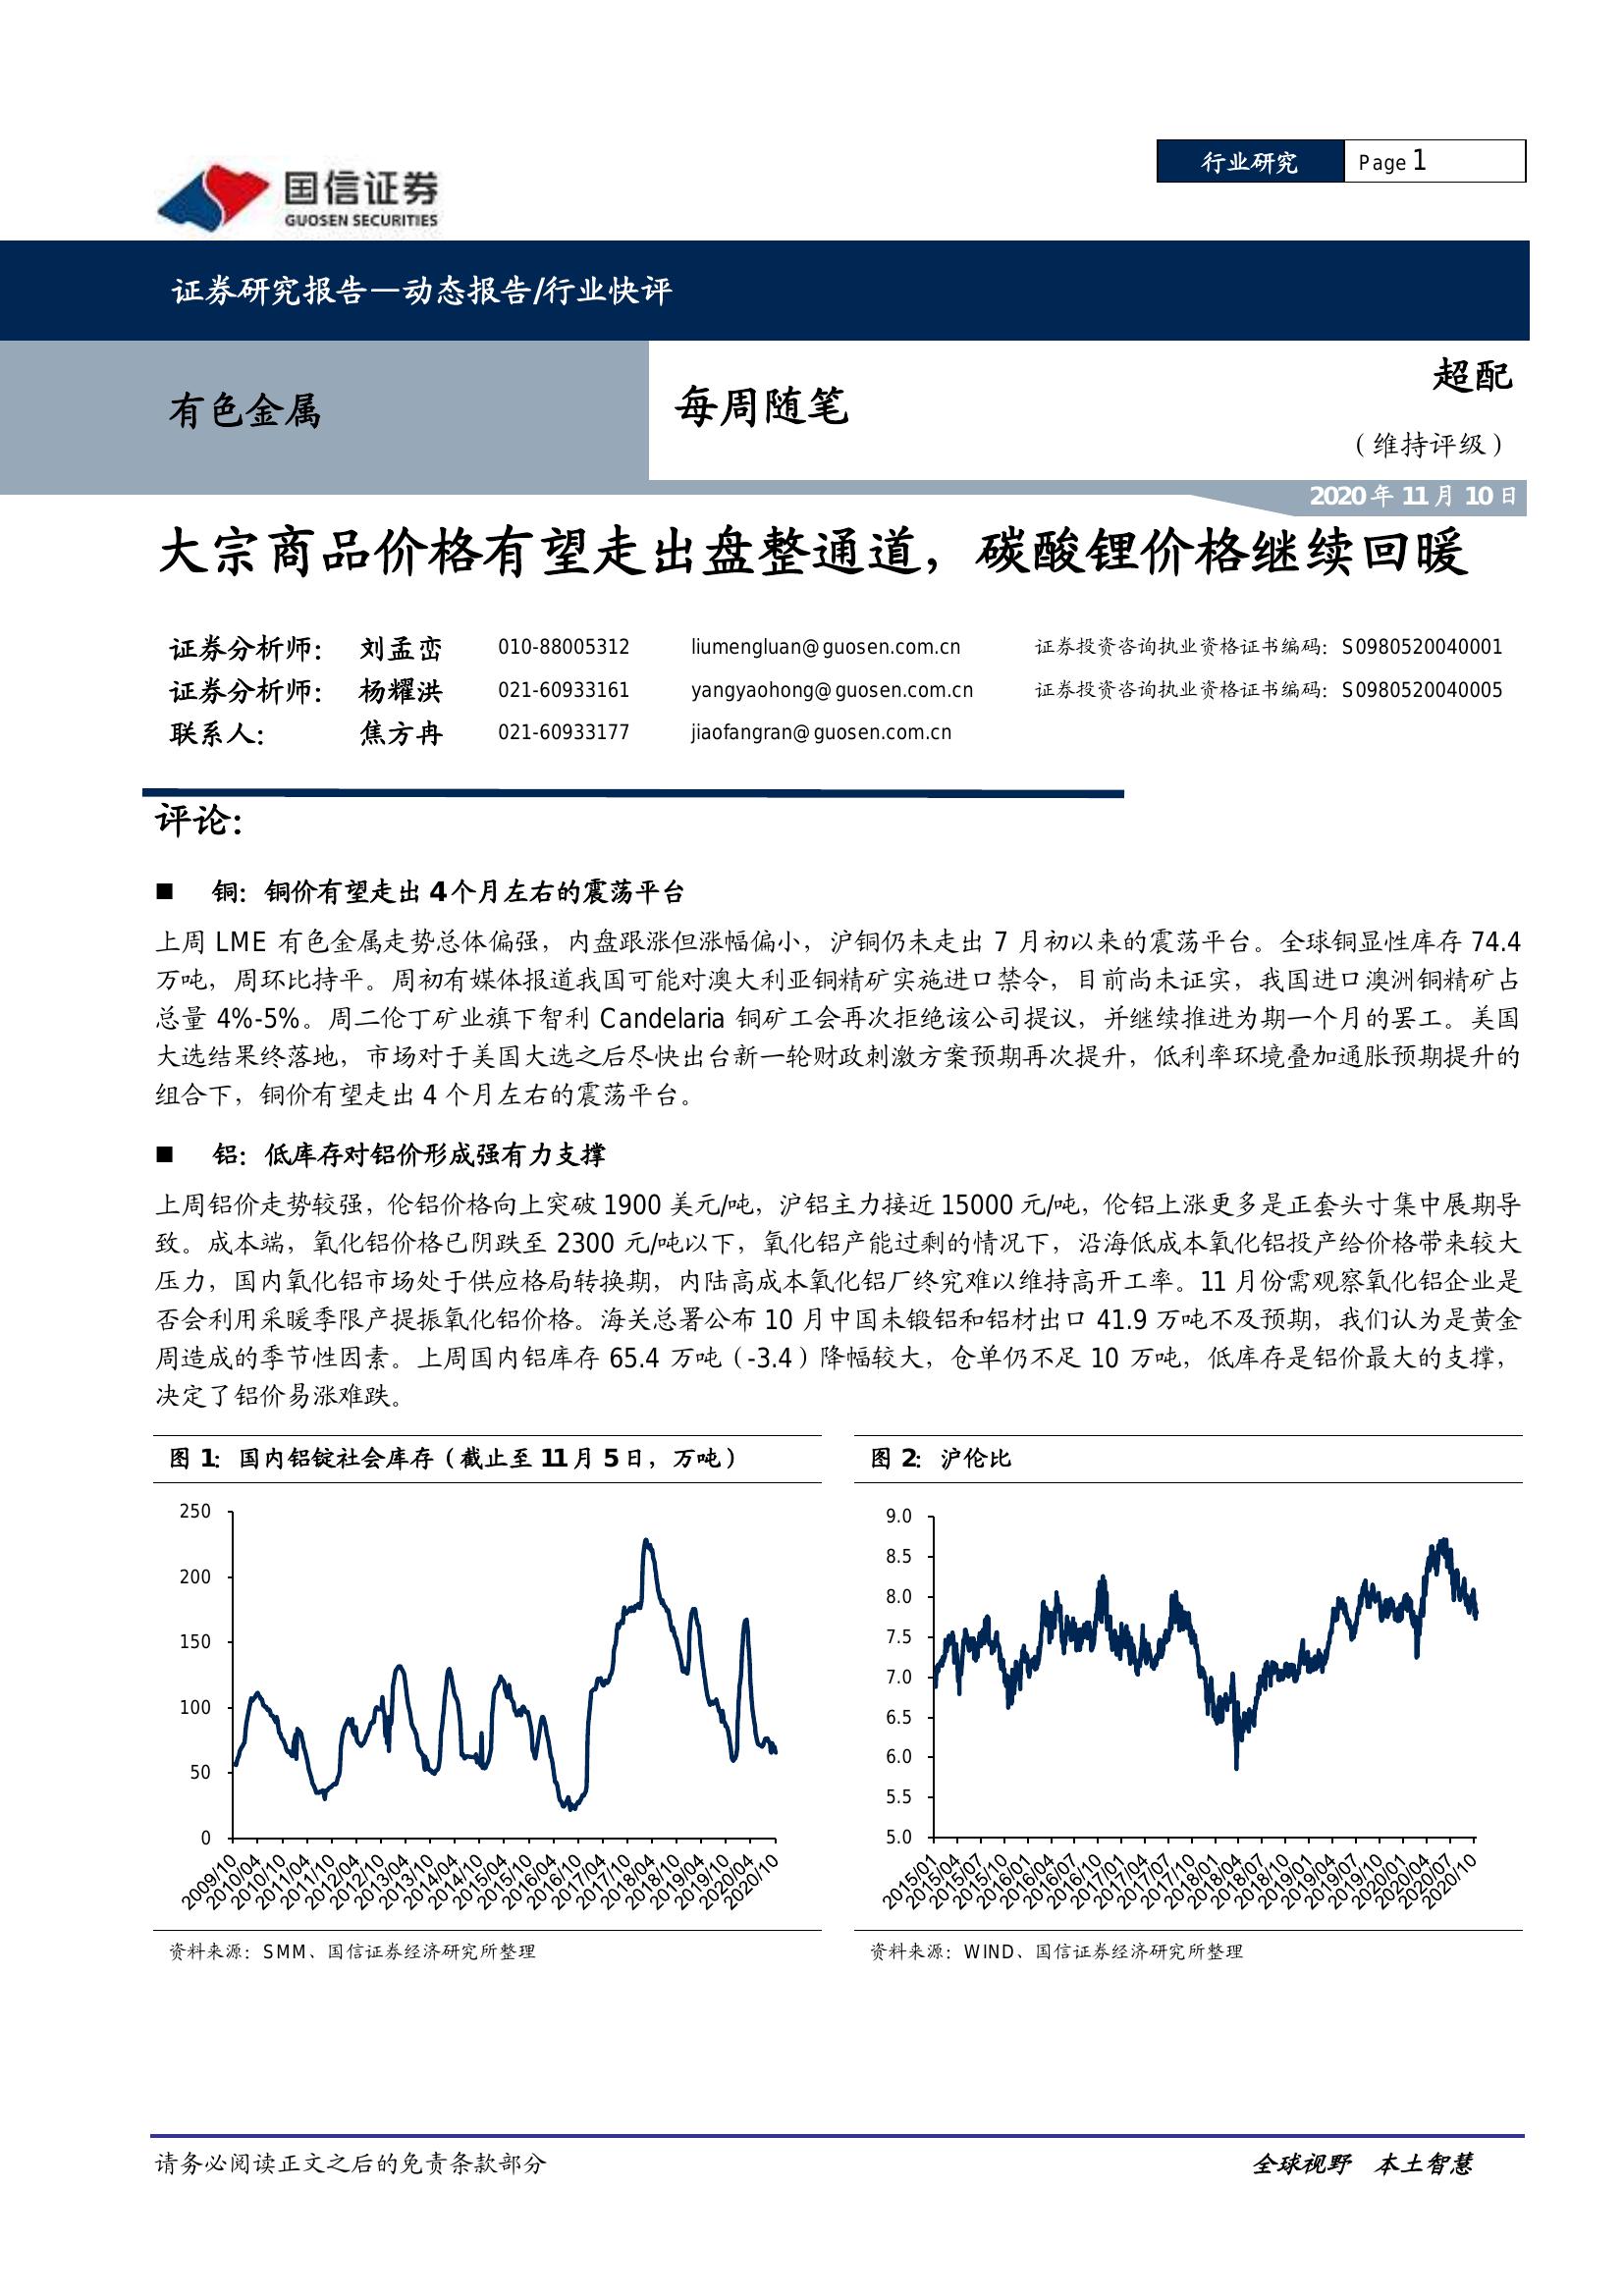 行业研究 Page 1
国信证券
GUOSEN SECURITIES
证券研究报告—动态报告/行业快评
有色金属
每周随笔
超配
（维持评级）
2020年11月10日
大宗商品价格有望走出盘整通道，碳酸锂价格继续回暖
证券分析师： 刘孟峦 010-88005312 liumengluan@guosen.com.cn 证券投资咨询执业资格证书编码：S0980520040001
证券分析师： 杨耀洪 021-60933161 yangyaohong@guosen.com.cn 证券投资咨询执业资格证书编码：S0980520040005
联系人： 焦方冉 021-60933177 jiaofangran@guosen.com.cn
评论：
■ 铜：铜价有望走出4个月左右的震荡平台
上周 LME 有色金属走势总体偏强，内盘跟涨但涨幅偏小，沪铜仍未走出 7 月初以来的震荡平台。全球铜显性库存 74.4
万吨，周环比持平。周初有媒体报道我国可能对澳大利亚铜精矿实施进口禁令，目前尚未证实，我国进口澳洲铜精矿占
总量 4%-5%。周二伦丁矿业旗下智利 Candelaria 铜矿工会再次拒绝该公司提议，并继续推进为期一个月的罢工。美国
大选结果终落地，市场对于美国大选之后尽快出台新一轮财政刺激方案预期再次提升，低利率环境叠加通胀预期提升的
组合下，铜价有望走出 4 个月左右的震荡平台。
■ 铝：低库存对铝价形成强有力支撑
上周铝价走势较强，伦铝价格向上突破 1900 美元/吨，沪铝主力接近 15000 元/吨，伦铝上涨更多是正套头寸集中展期导
致。成本端，氧化铝价格已阴跌至 2300 元/吨以下，氧化铝产能过剩的情况下，沿海低成本氧化铝投产给价格带来较大
压力，国内氧化铝市场处于供应格局转换期，内陆高成本氧化铝厂终究难以维持高开工率。11 月份需观察氧化铝企业是
否会利用采暖季限产提振氧化铝价格。海关总署公布 10 月中国未锻铝和铝材出口 41.9 万吨不及预期，我们认为是黄金
周造成的季节性因素。上周国内铝库存 65.4 万吨（-3.4）降幅较大，仓单仍不足 10 万吨，低库存是铝价最大的支撑，
决定了铝价易涨难跌。
图 1：国内铝锭社会库存（截止至 11 月 5 日，万吨）
250
200
150
100
50
0
2009/10 2010/04 2010/10 2011/04 2011/10 2012/04 2012/10 2013/04 2013/10 2014/04 2014/10 2015/04 2015/10 2016/04 2016/10 2017/04 2017/10 2018/04 2018/10 2019/04 2019/10 2020/04 2020/10
资料来源：SMM、国信证券经济研究所整理
图 2：沪伦比
9.0
8.5
8.0
7.5
7.0
6.5
6.0
5.5
5.0
2015/01 2015/04 2015/07 2015/10 2016/01 2016/04 2016/07 2016/10 2017/01 2017/04 2017/07 2017/10 2018/01 2018/04 2018/07 2018/10 2019/01 2019/04 2019/07 2019/10 2020/01 2020/04 2020/07 2020/10
资料来源：WIND、国信证券经济研究所整理
请务必阅读正文之后的免责条款部分
全球视野 本土智慧